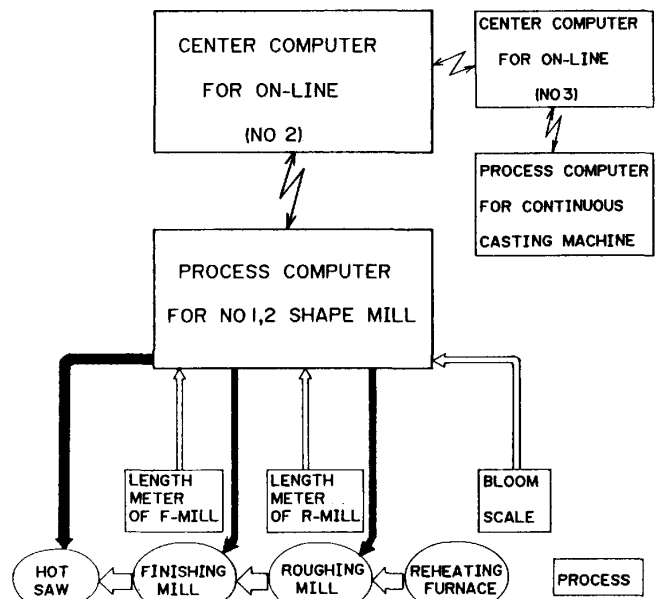 CENTER COMPUTER
FOR ON-LINE
(NO 2)
CENTER COMPUTER
FOR ON-LINE
(NO 3)
PROCESS COMPUTER
FOR CONTINUOUS
CASTING MACHINE
PROCESS COMPUTER
FOR NO 1,2 SHAPE MILL
LENGTH
METER
OF F-MILL
LENGTH
METER
OF R-MILL
BLOOM
SCALE
HOT
SAW
FINISHING
MILL
ROUGHING
MILL
REHEATING
FURNACE
PROCESS